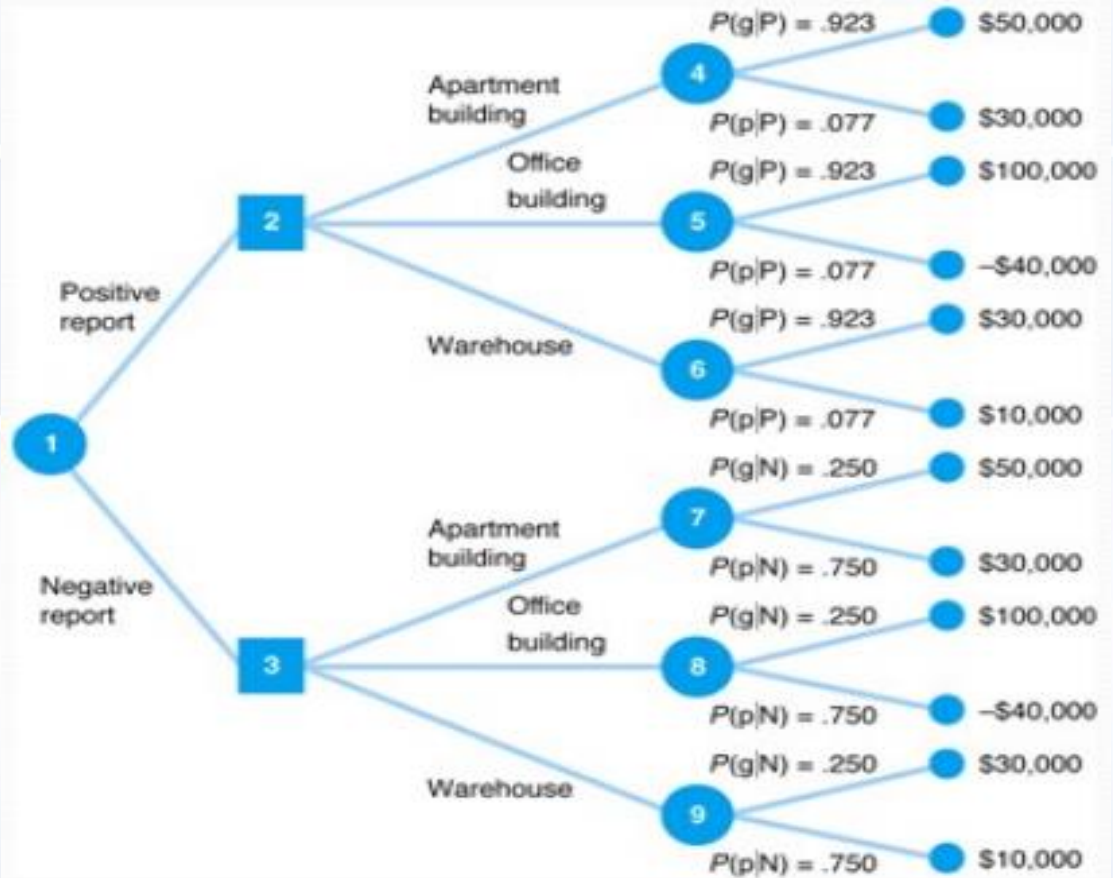 P(g|P) = .923
$50,000
4
Apartment
building
P(p|P) = .077
$30,000
Office
building
P(g|P) = .923
$100,000
2
5
P(p|P) = .077
–$40,000
Positive
report
P(g|P) = .923
$30,000
Warehouse
6
P(p|P) = .077
$10,000
1
P(g|N) = .250
$50,000
Apartment
building
7
P(p|N) = .750
$30,000
Negative
report
Office
building
P(g|N) = .250
$100,000
3
8
P(p|N) = .750
–$40,000
P(g|N) = .250
$30,000
Warehouse
9
P(p|N) = .750
$10,000